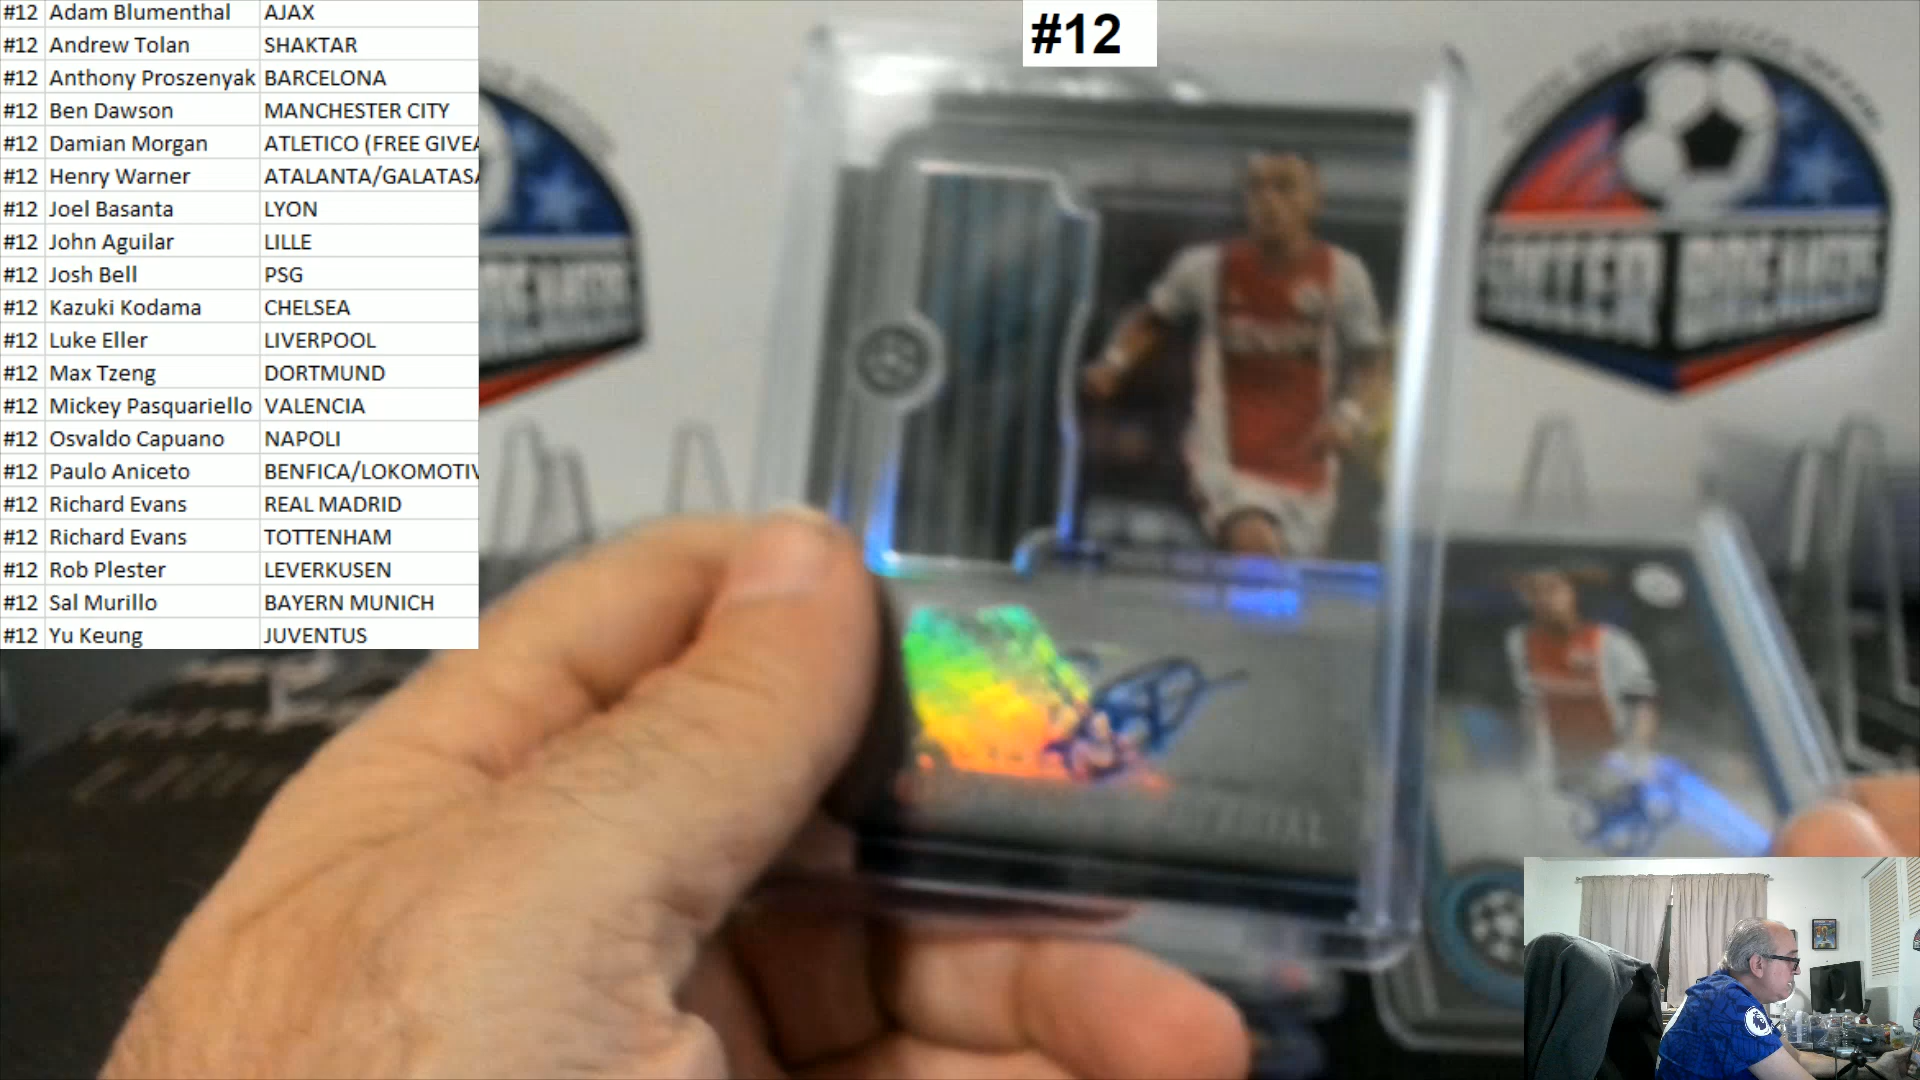 #12 Adam Blumenthal AJAX
#12 Andrew Tolan SHAKTAR
#12 Anthony Proszenyak BARCELONA
#12 Ben Dawson MANCHESTER CITY
#12 Damian Morgan ATLETICO (FREE GIVEA
#12 Henry Warner ATALANTA/GALATASA
#12 Joel Basanta LYON
#12 John Aguilar LILLE
#12 Josh Bell PSG
#12 Kazuki Kodama CHELSEA
#12 Luke Eller LIVERPOOL
#12 Max Tzeng DORTMUND
#12 Mickey Pasquariello VALENCIA
#12 Osvaldo Capuano NAPOLI
#12 Paulo Aniceto BENFICA/LOKOMOTIV
#12 Richard Evans REAL MADRID
#12 Richard Evans TOTTENHAM
#12 Rob Plester LEVERKUSEN
#12 Sal Murillo BAYERN MUNICH
#12 Yu Keung JUVENTUS
#12